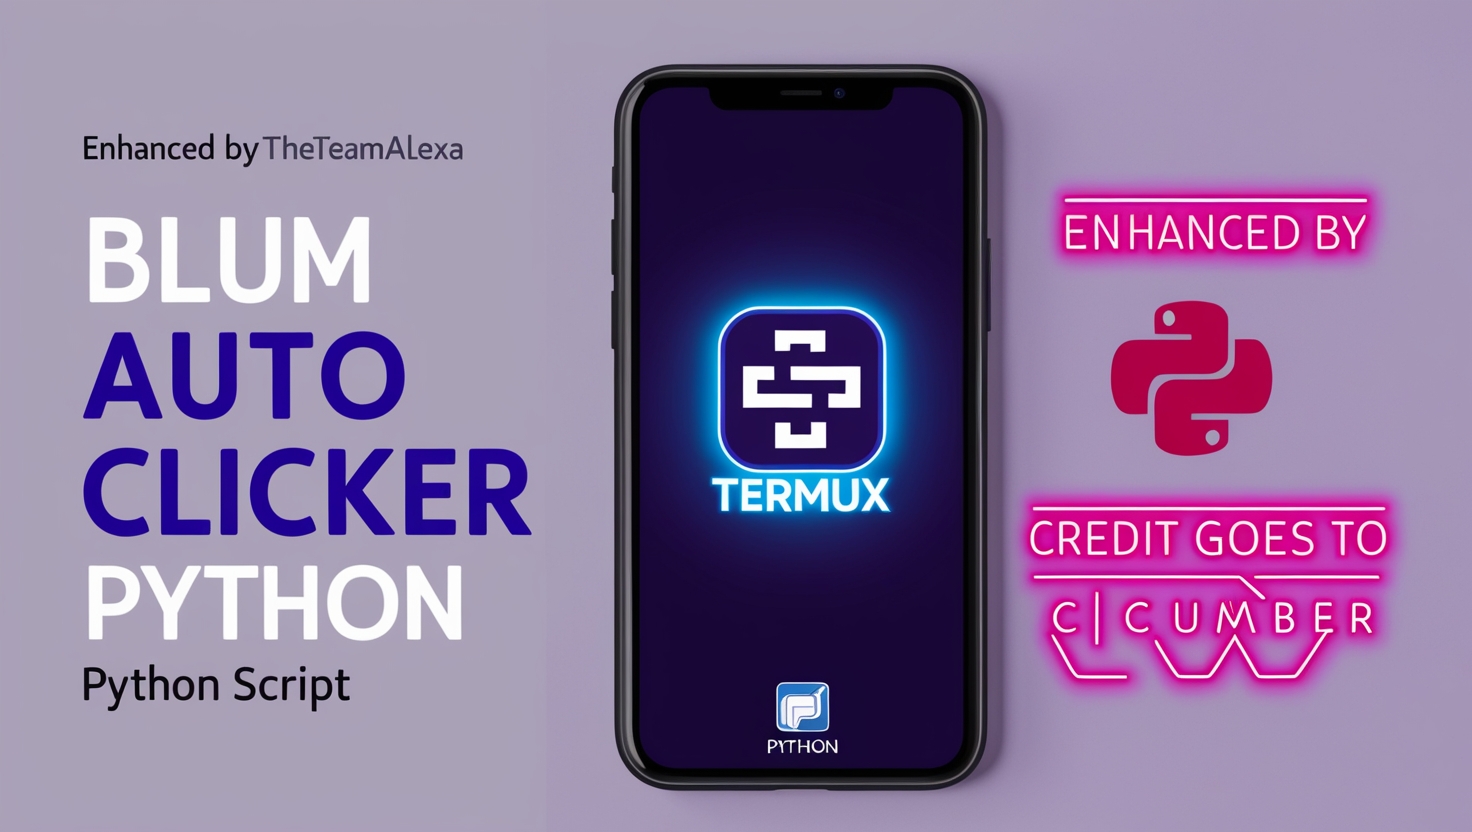 Enhanced by TheTeamALexa
BLUM
AUTO
CLICKER
PYTHON
Python Script
TERMUX
PYTHON
ENHANCED BY
CREDIT GOES TO
C|CUMBER